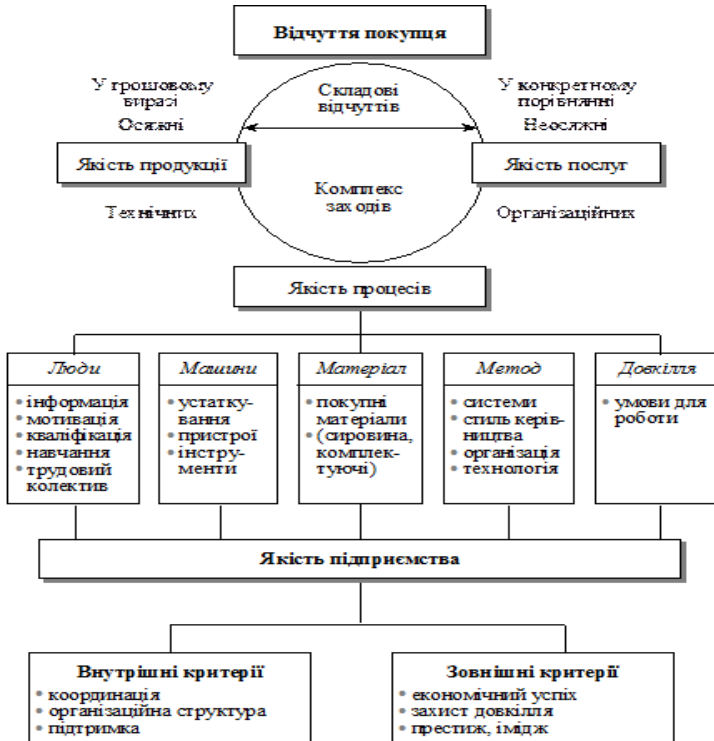 Відчуття покупця
У грошовому
виразі
Складові
відчуттів
У конкретному
порівнянні
Осяжні
Неосяжні
Якість продукції
Якість послуг
Комплекс
заходів
Технічних
Організаційних
Якість процесів
Люди
• інформація
• мотивація
• кваліфікація
• навчання
• трудовий
колектив
Машини
• устатку-
вання
• пристрої
• інстру-
менти
Матеріал
• покупні
матеріали
• (сировина,
комплек-
туючі)
Метод
• системи
• стиль керів-
ництва
• організація
• технологія
Довкілля
• умови для
роботи
Якість підприємства
Внутрішні критерії
• координація
• організаційна структура
• підтримка
Зовнішні критерії
• економічний успіх
• захист довкілля
• престиж, імідж